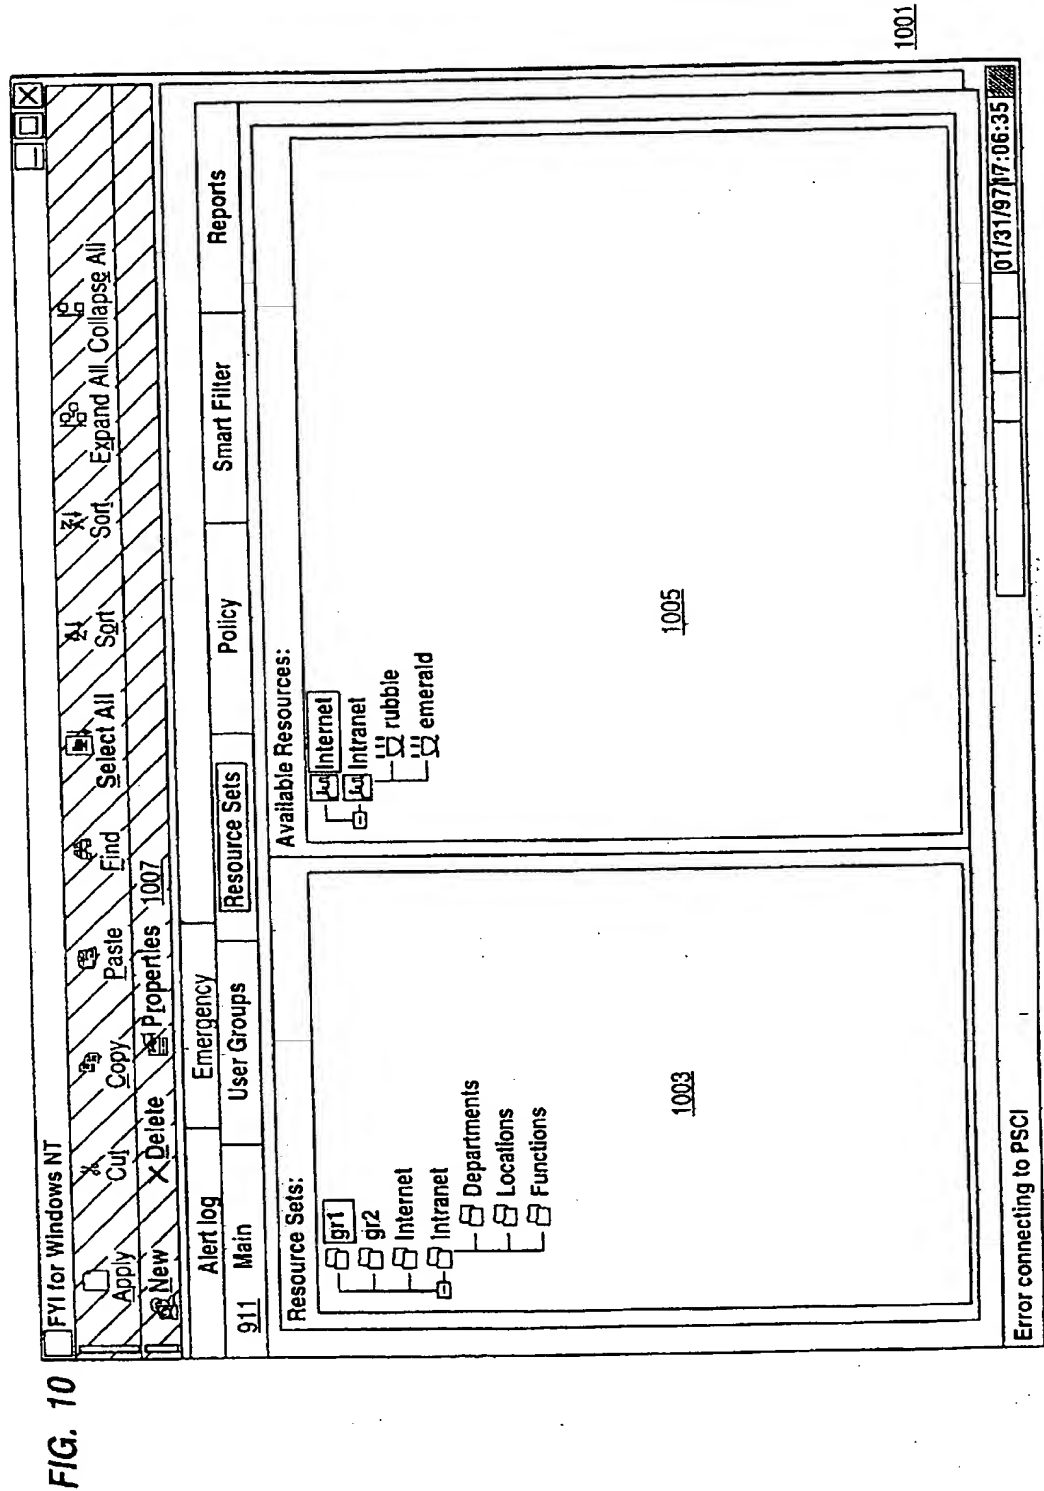 FIG. 10
FYI for Windows NT
Apply Cut Copy Paste Find Select All Sort Sort Expand All Collapse All
New Delete Properties 1007
Alert log Emergency
911 Main User Groups Resource Sets Policy Smart Filter Reports
Resource Sets:
gr1
gr2
Internet
Intranet
Departments
Locations
Functions
1003
Available Resources:
Internet
Intranet
rubble
emerald
1005
Error connecting to PSCI
01/31/97 17:06:35
1001